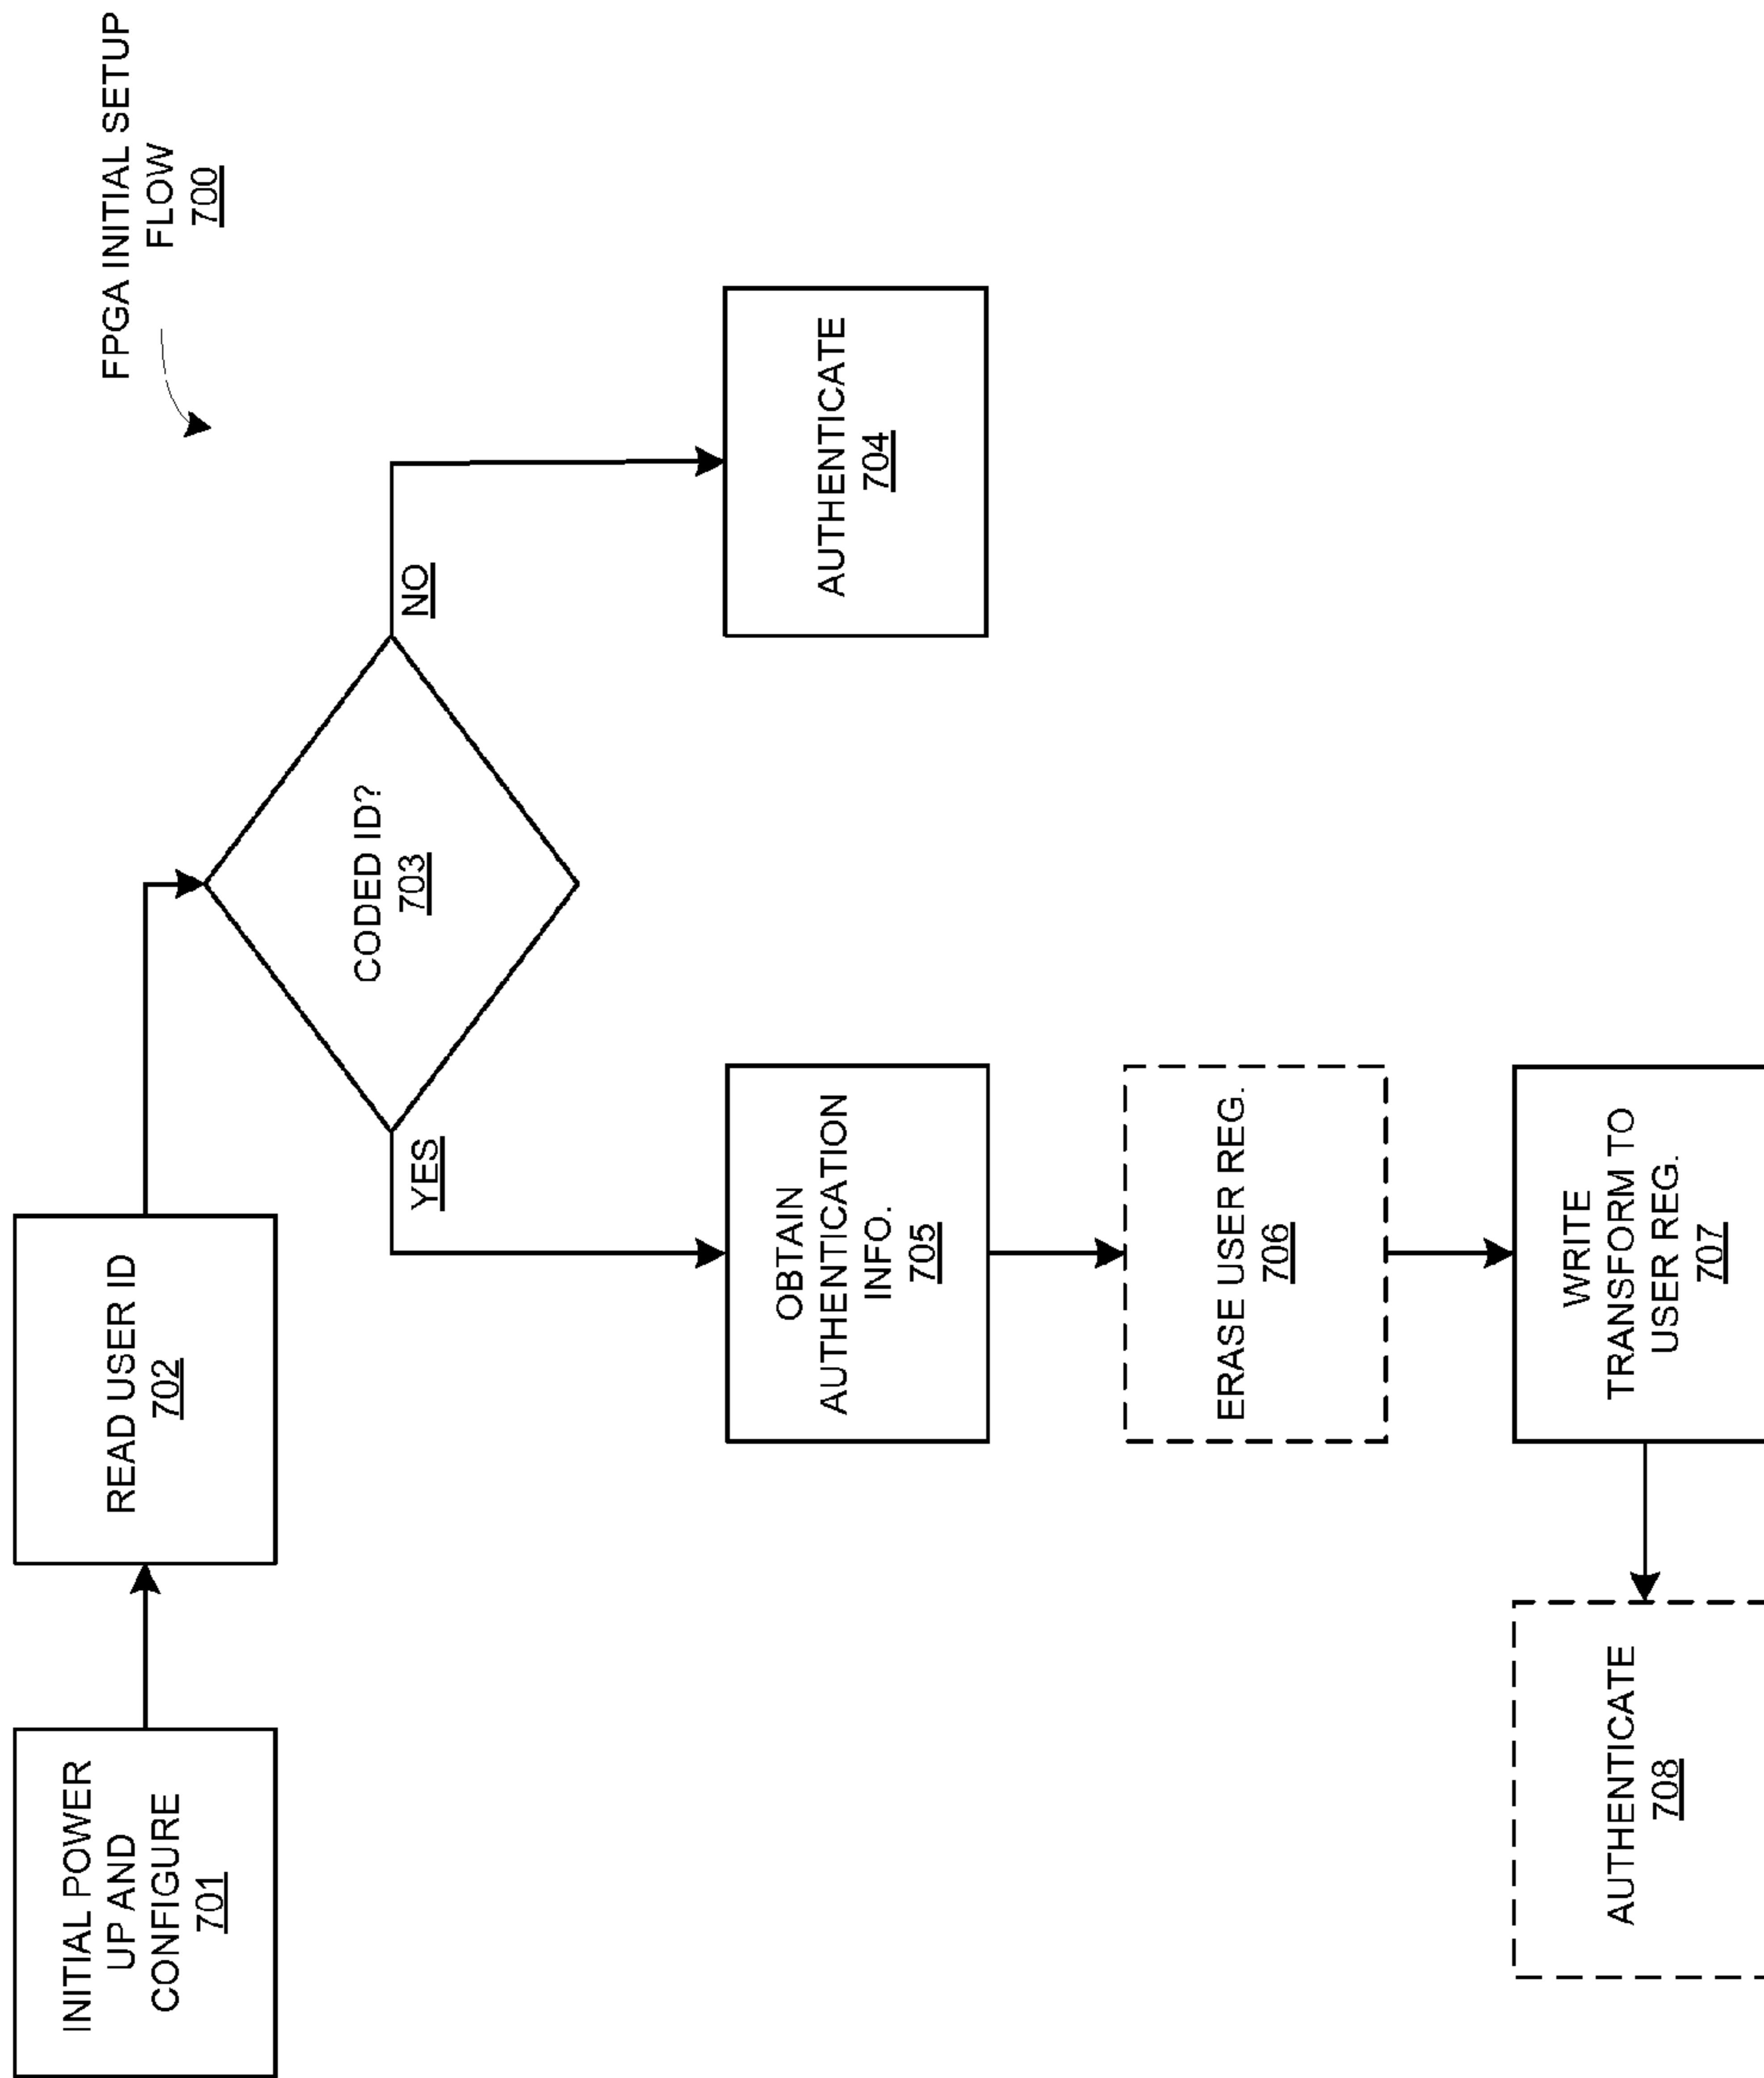 FPGA INITIAL SETUP
FLOW
700
INITIAL POWER
UP AND
CONFIGURE
701
READ USER ID
702
CODED ID?
703
YES
NO
AUTHENTICATE
704
OBTAIN
AUTHENTICATION
INFO.
705
ERASE USER REG.
706
WRITE
TRANSFORM TO
USER REG.
707
AUTHENTICATE
708